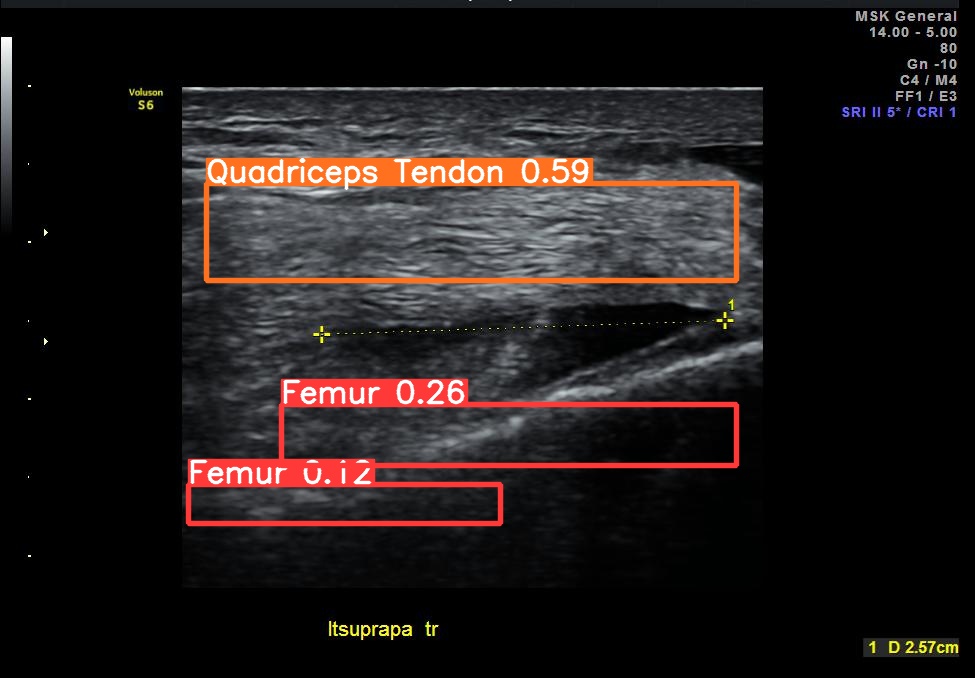 MSK General
14.00 - 5.00
80
Gn -10
C4 / M4
FF1 / E3
SRI II 5* / CRI 1
Voluson
S6
Quadriceps Tendon 0.59
1
Femur 0.26
Femur 0.12
ltsuprapa tr
1 D 2.57cm